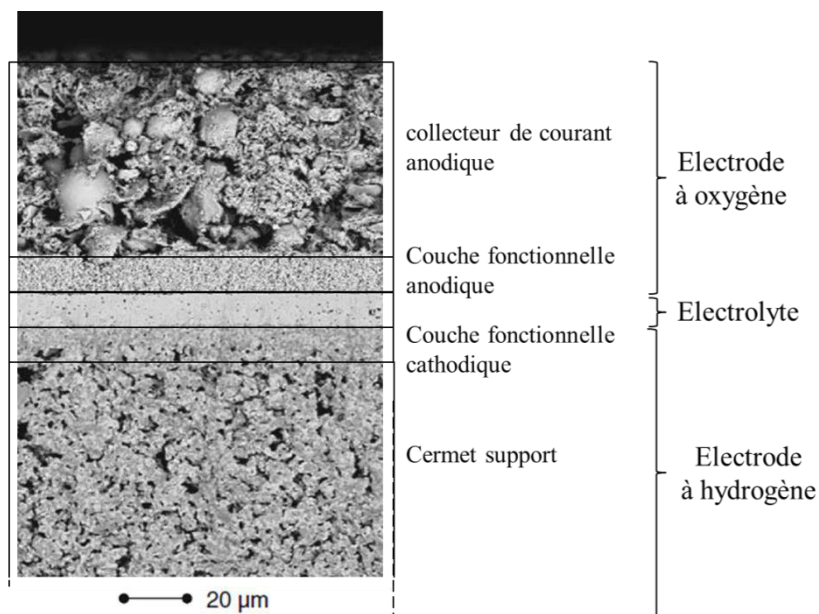 collecteur de courant
anodique
Electrode
à oxygène
Couche fonctionnelle
anodique
Electrolyte
Couche fonctionnelle
cathodique
Cermet support
Electrode
à hydrogène
20 µm